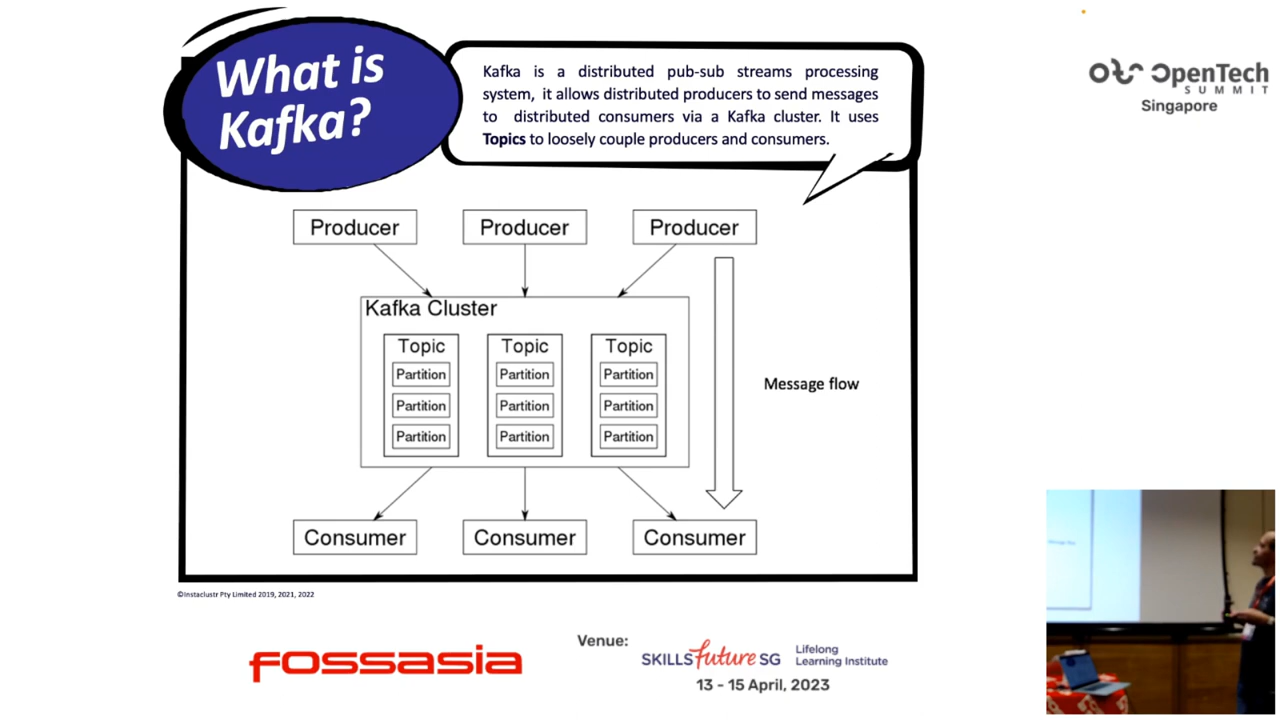 What is
Kafka?
Kafka is a distributed pub-sub streams processing
system, it allows distributed producers to send messages
to distributed consumers via a Kafka cluster. It uses
Topics to loosely couple producers and consumers.
OpenTech
SUMMIT
Singapore
Producer
Producer
Producer
Kafka Cluster
Topic
Topic
Topic
Partition
Partition
Partition
Partition
Partition
Partition
Partition
Partition
Partition
Message flow
Consumer
Consumer
Consumer
©Instaclustr Pty Limited 2019, 2021, 2022
FOSSASIA
Venue:
SKILLSfuture SG
Lifelong
Learning Institute
13 - 15 April, 2023